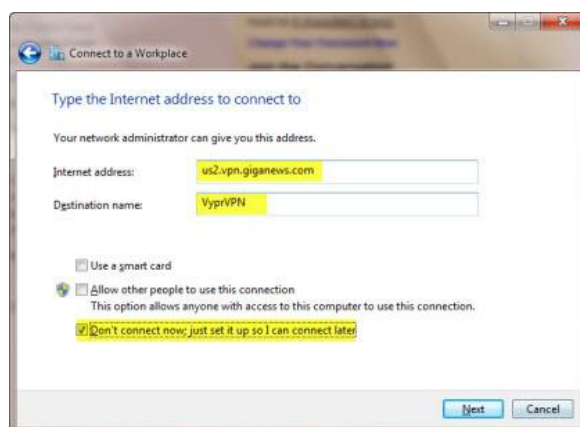 Connect to a Workplace
Type the Internet address to connect to
Your network administrator can give you this address.
Internet address: us2.vpn.giganews.com
Destination name: VyprVPN
Use a smart card
Allow other people to use this connection
This option allows anyone with access to this computer to use this connection.
Don't connect now; just set it up so I can connect later
Next Cancel